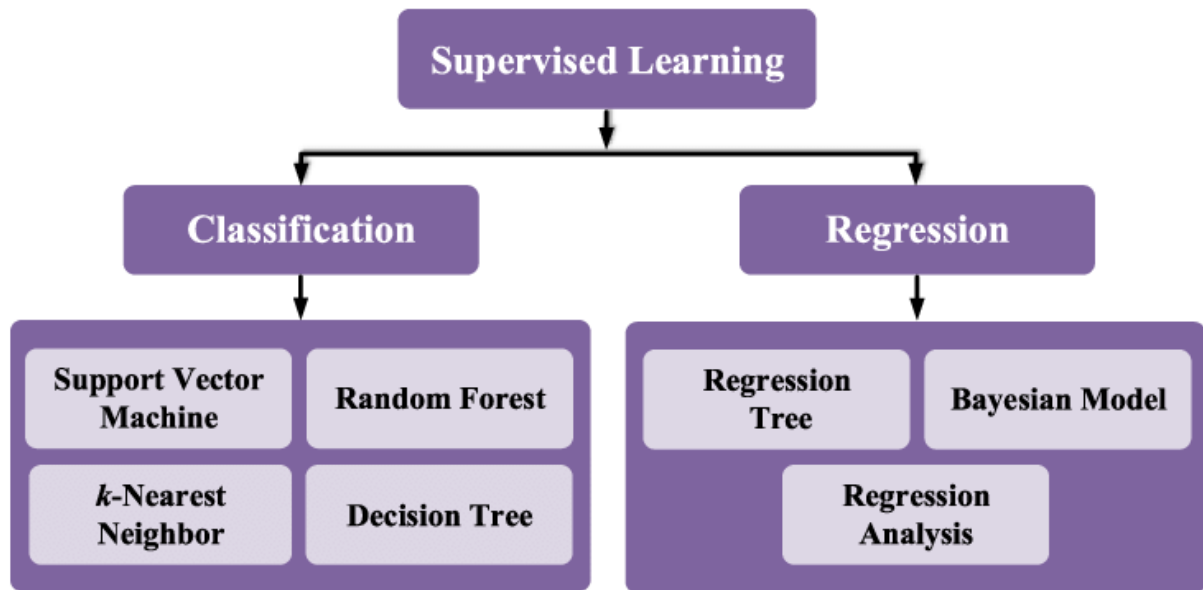 Supervised Learning
Classification
Regression
Support Vector
Machine
Random Forest
k-Nearest
Neighbor
Decision Tree
Regression
Tree
Bayesian Model
Regression
Analysis